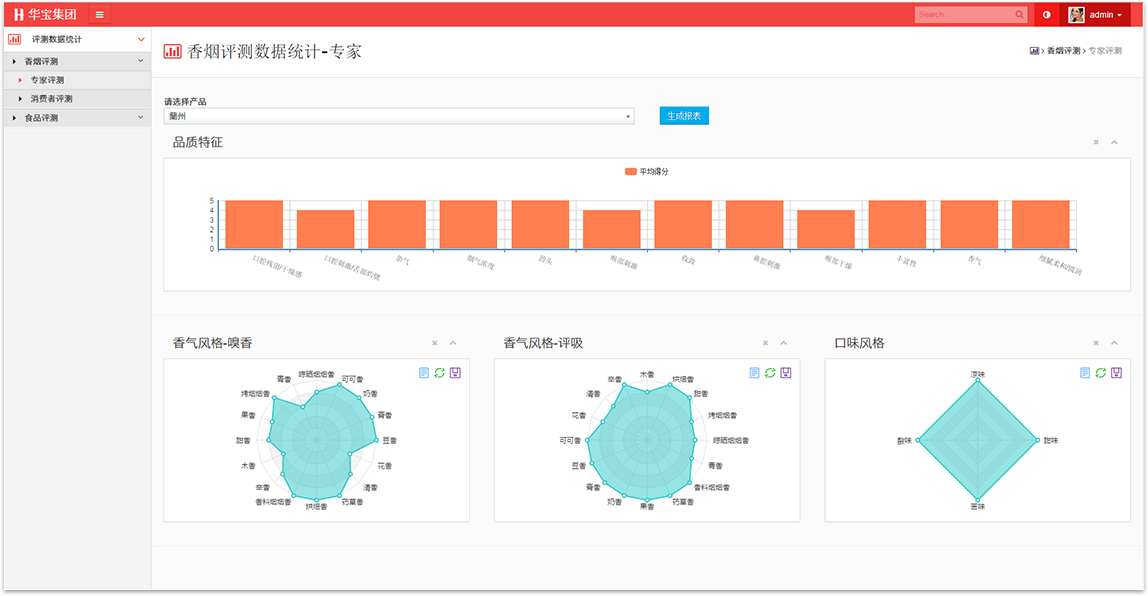 华宝集团
Search...
admin
评测数据统计
香烟评测
专家评测
消费者评测
食品评测
香烟评测数据统计-专家
香烟评测 > 专家评测
请选择产品
蘭州
生成报表
品质特征
平均得分
5
4
3
2
1
0
口腔残留/干燥感
口腔刺激/舌部灼烧
杂气
烟气浓度
劲头
喉部刺激
收敛
鼻腔刺激
喉部干燥
丰富性
香气
细腻柔和/圆润
香气风格-嗅香
晾晒烟烟香
可可香
奶香
膏香
豆香
花香
清香
药草香
烘焙香
香料烟烟香
辛香
木香
甜香
果香
烤烟烟香
青香
香气风格-评吸
木香
烘焙香
甜香
烤烟烟香
晾晒烟烟香
青香
香料烟烟香
药草香
果香
奶香
膏香
豆香
可可香
花香
清香
辛香
口味风格
凉味
甜味
苦味
酸味